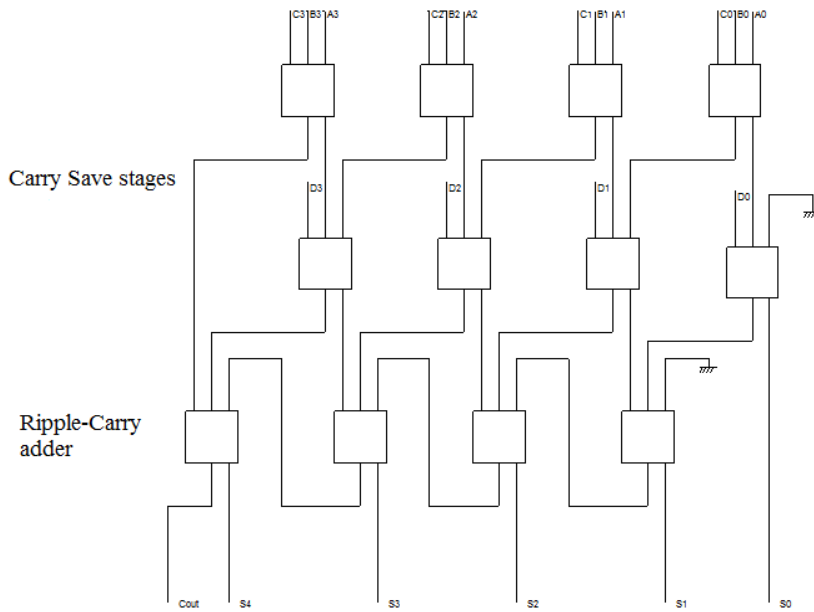 C3 B3 A3 C2 B2 A2 C1 B1 A1 C0 B0 A0
Carry Save stages
D3 D2 D1 D0
Ripple-Carry
adder
Cout S4 S3 S2 S1 S0